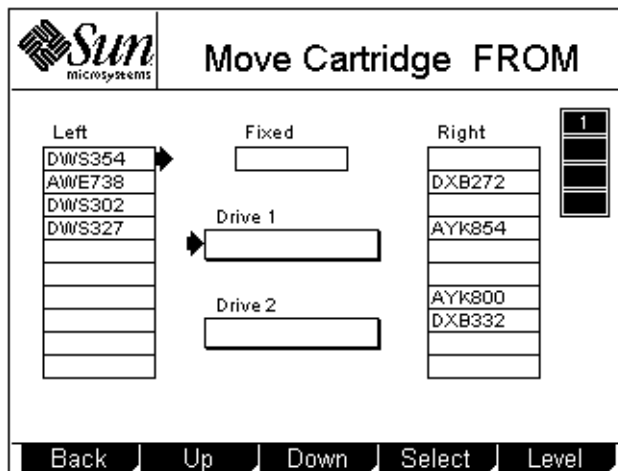 Sun
microsystems
Move Cartridge FROM
Left
Fixed
Right
1
DWS354
AWE738
DWS302
DWS327
Drive 1
Drive 2
DXB272
AYK854
AYK800
DXB332
Back
Up
Down
Select
Level